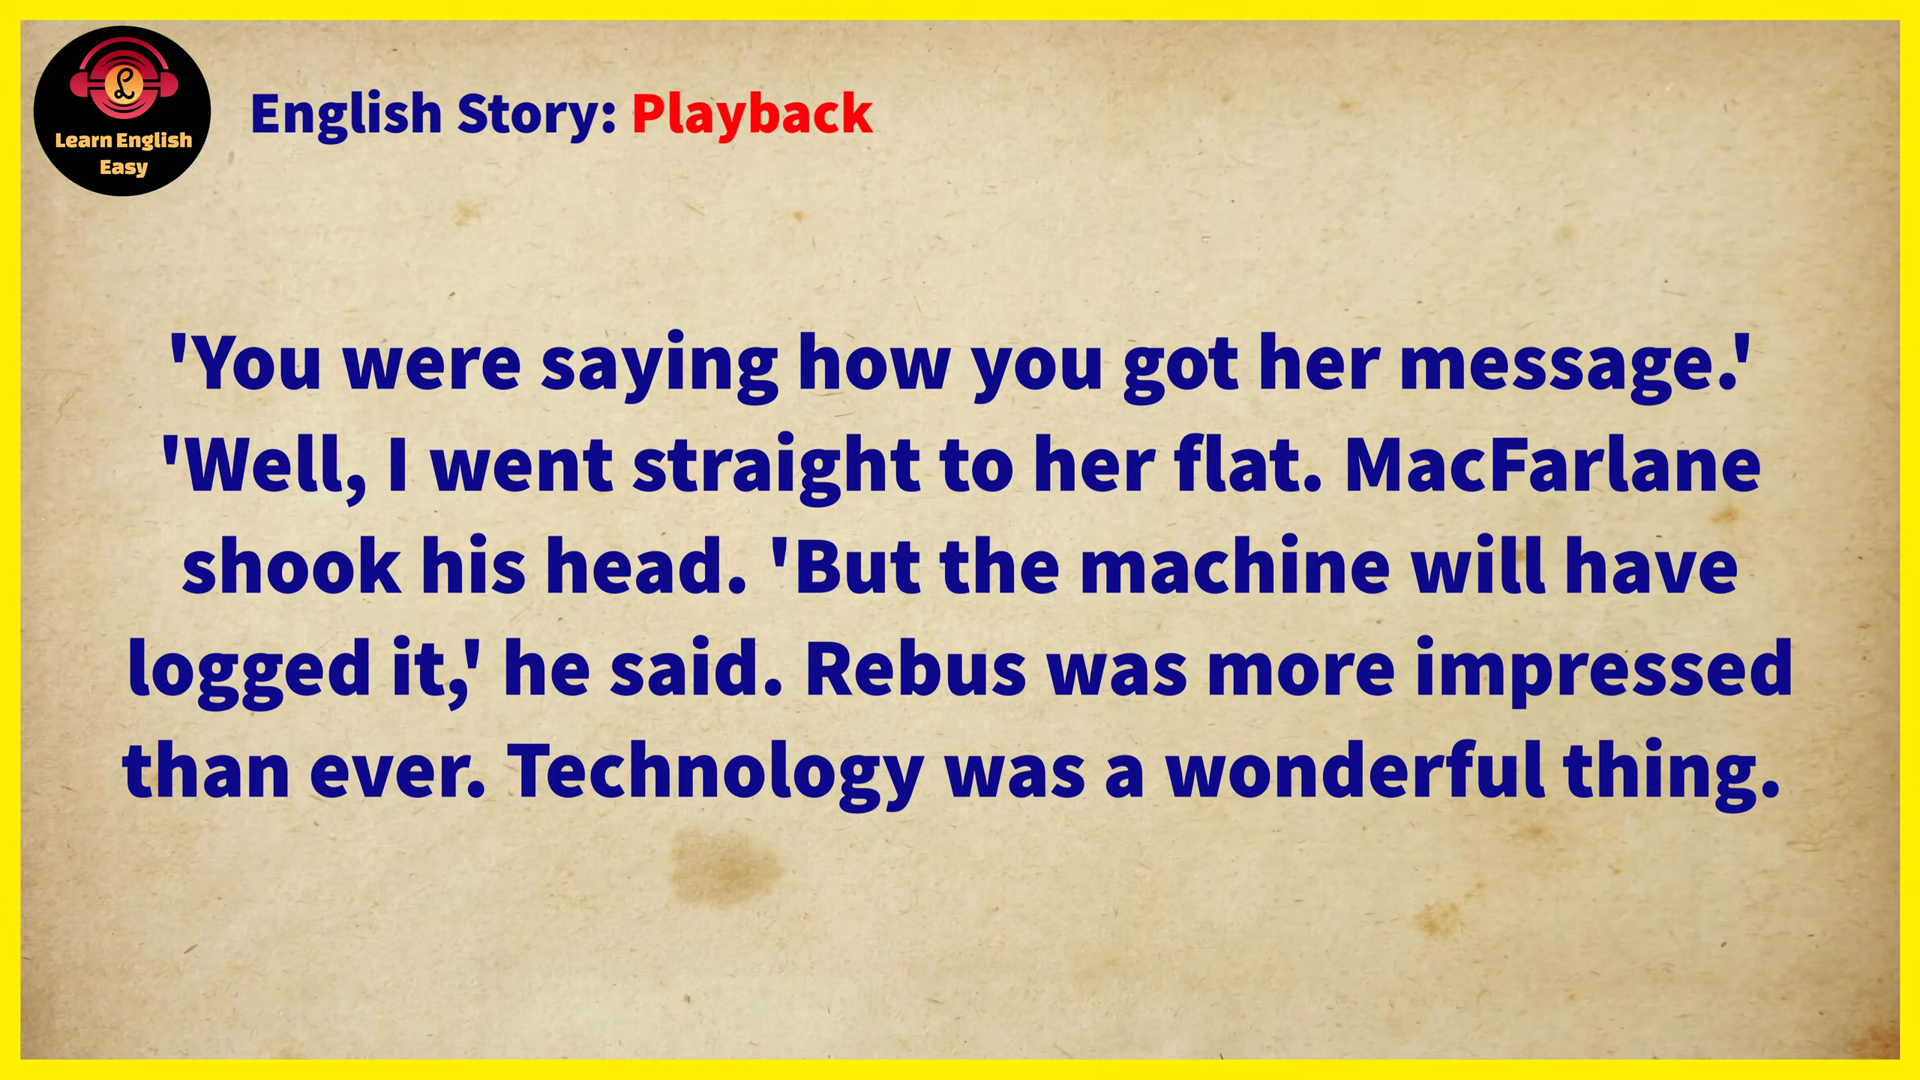 Learn English
Easy
English Story: Playback
'You were saying how you got her message.'
'Well, I went straight to her flat. MacFarlane
shook his head. 'But the machine will have
logged it,' he said. Rebus was more impressed
than ever. Technology was a wonderful thing.